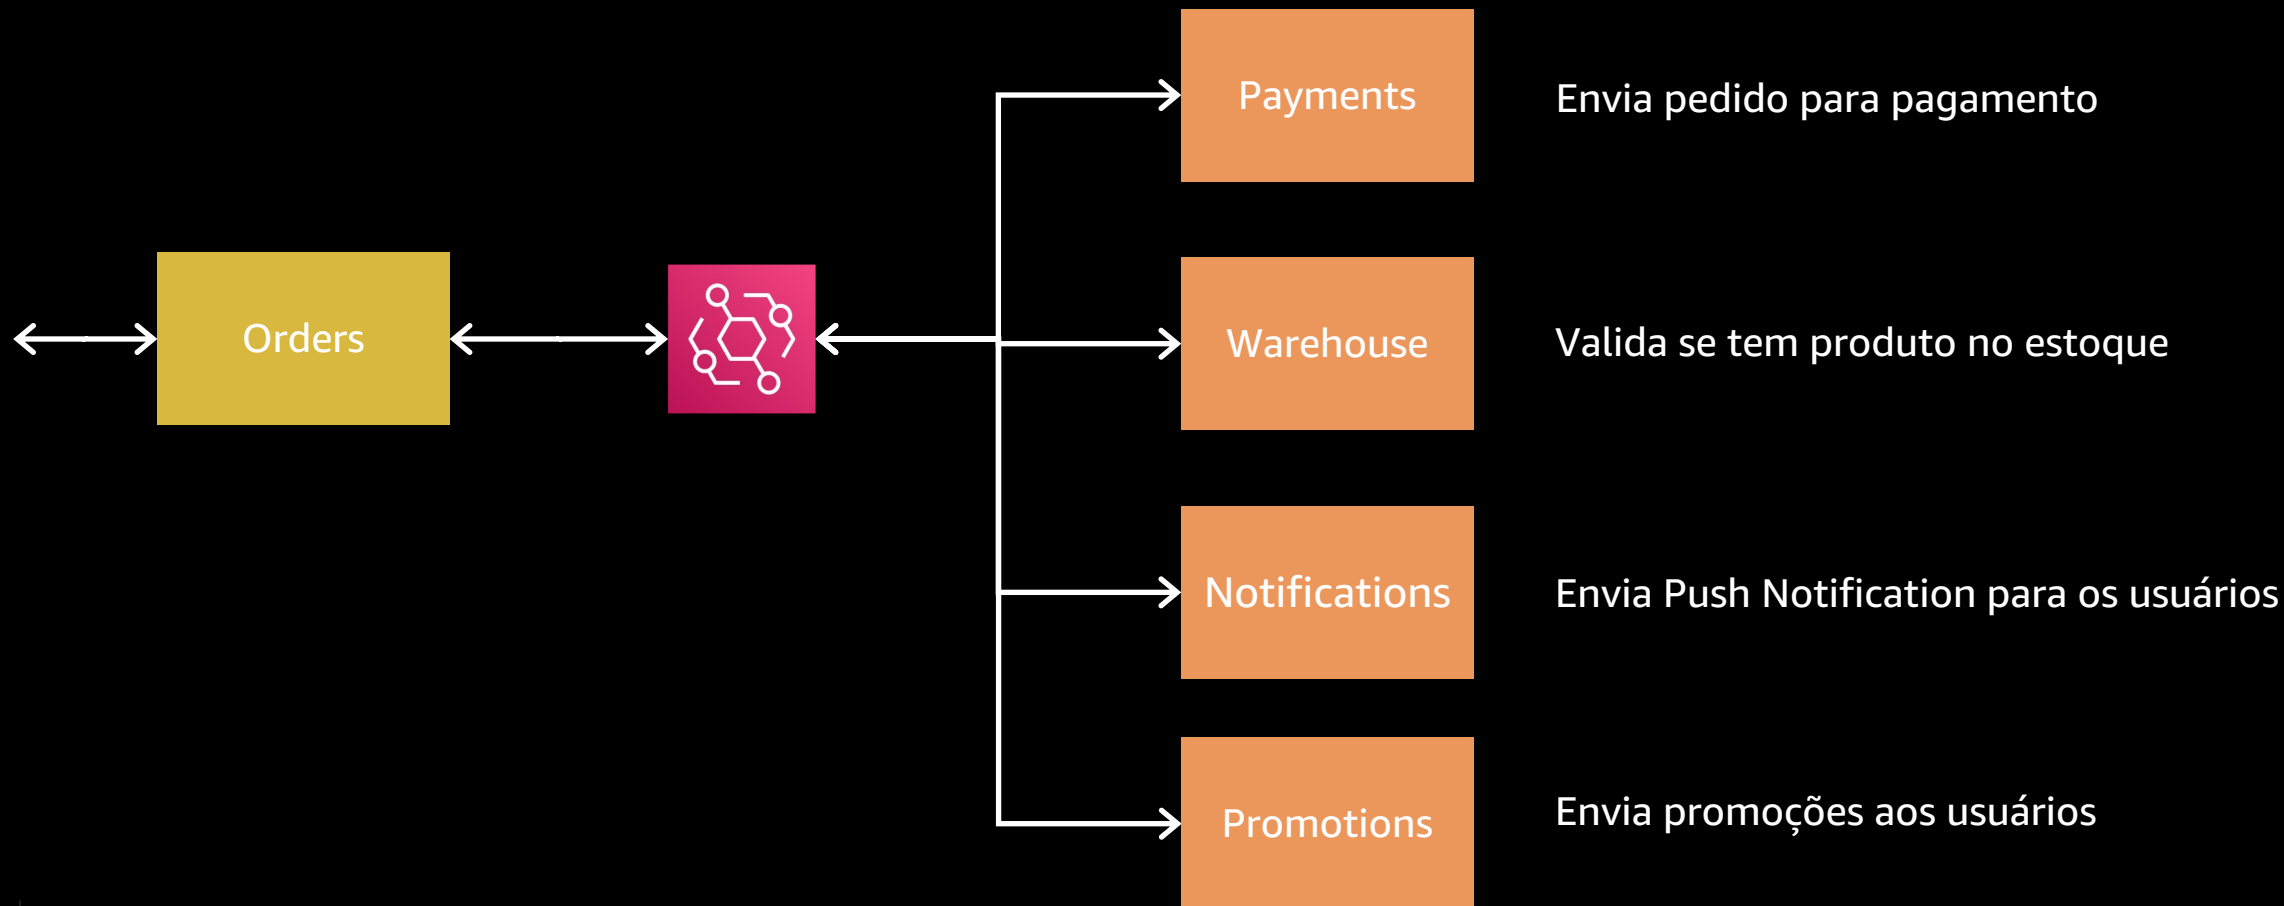 Payments
Envia pedido para pagamento
Orders
Warehouse
Valida se tem produto no estoque
Notifications
Envia Push Notification para os usuários
Promotions
Envia promoções aos usuários